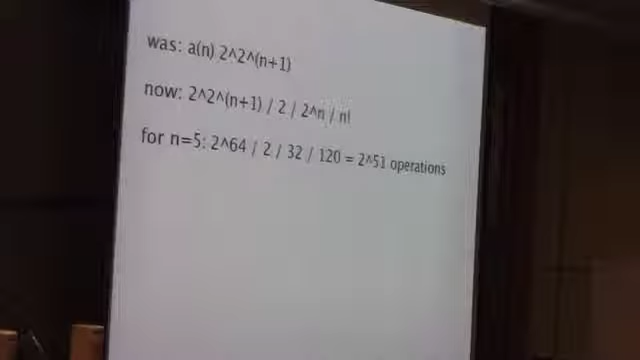 was: a(n) 2^2^(n+1)
now: 2^2^(n+1) / 2 / 2^n / n!
for n=5: 2^64 / 2 / 32 / 120 = 2^51 operations